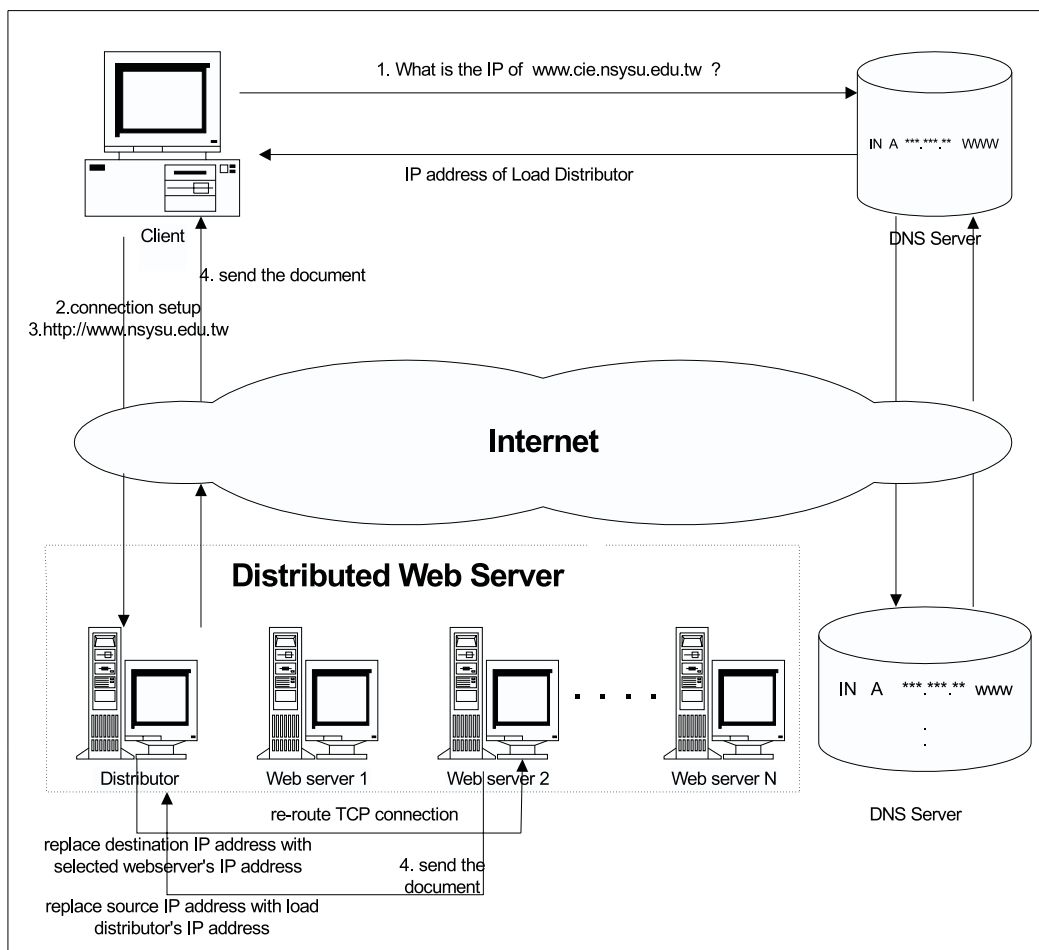 1. What is the IP of www.cie.nsysu.edu.tw ?
IN A ***.***.** WWW
IP address of Load Distributor
Client
DNS Server
4. send the document
2.connection setup
3.http://www.nsysu.edu.tw
Internet
Distributed Web Server
IN A ***.***.** www
.
.
. . . .
Distributor
Web server 1
Web server 2
Web server N
DNS Server
re-route TCP connection
replace destination IP address with
selected webserver's IP address
4. send the
document
replace source IP address with load
distributor's IP address